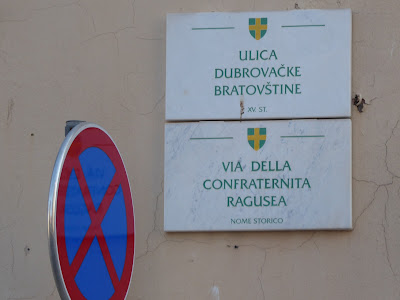 ULICA
DUBROVAČKE
BRATOVŠTINE
XV. ST.
VIA DELLA
CONFRATERNITA
RAGUSEA
NOME STORICO